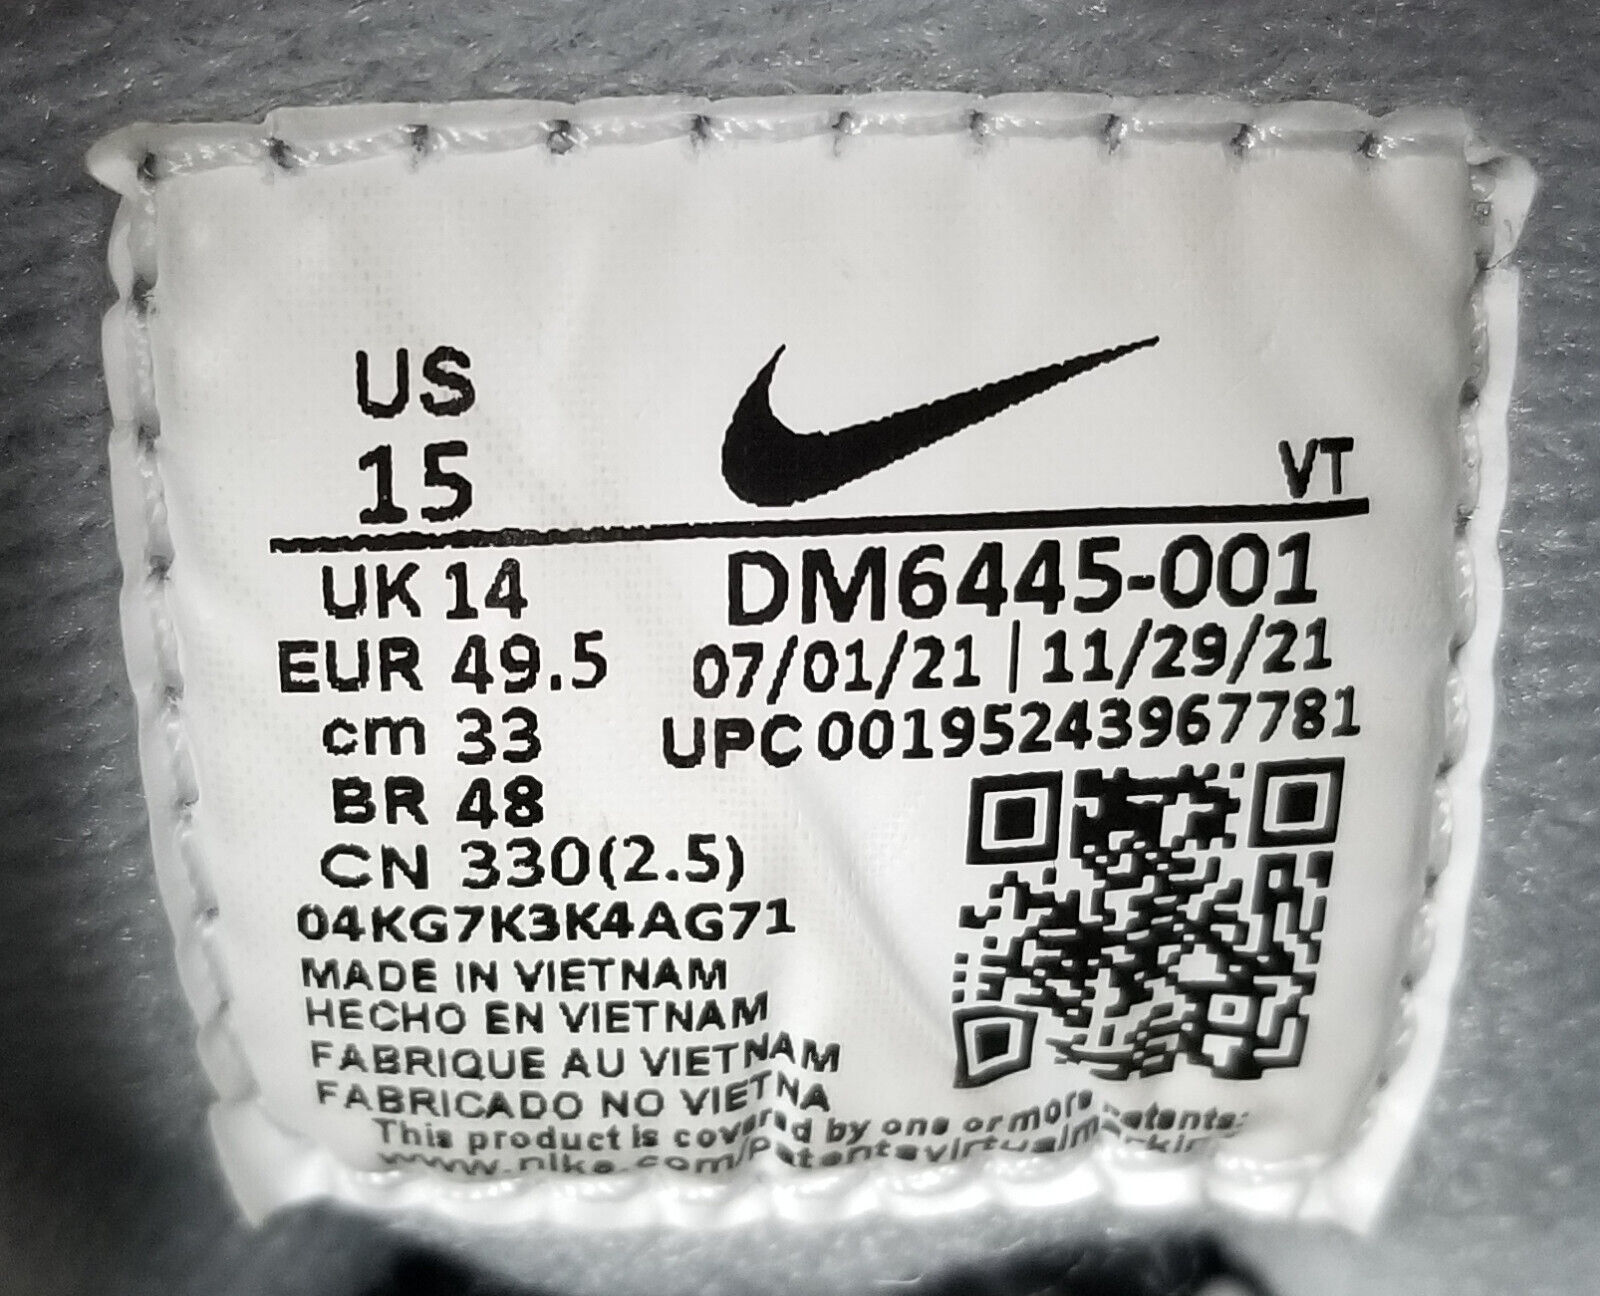 US
15
VT
UK 14
EUR 49.5
cm 33
BR 48
CN 330(2.5)
DM6445-001
07/01/21 | 11/29/21
UPC 00195243967781
04KG7K3K4AG71
MADE IN VIETNAM
HECHO EN VIETNAM
FABRIQUE AU VIETNAM
FABRICADO NO VIETNA
This product is covered by one or more patents: